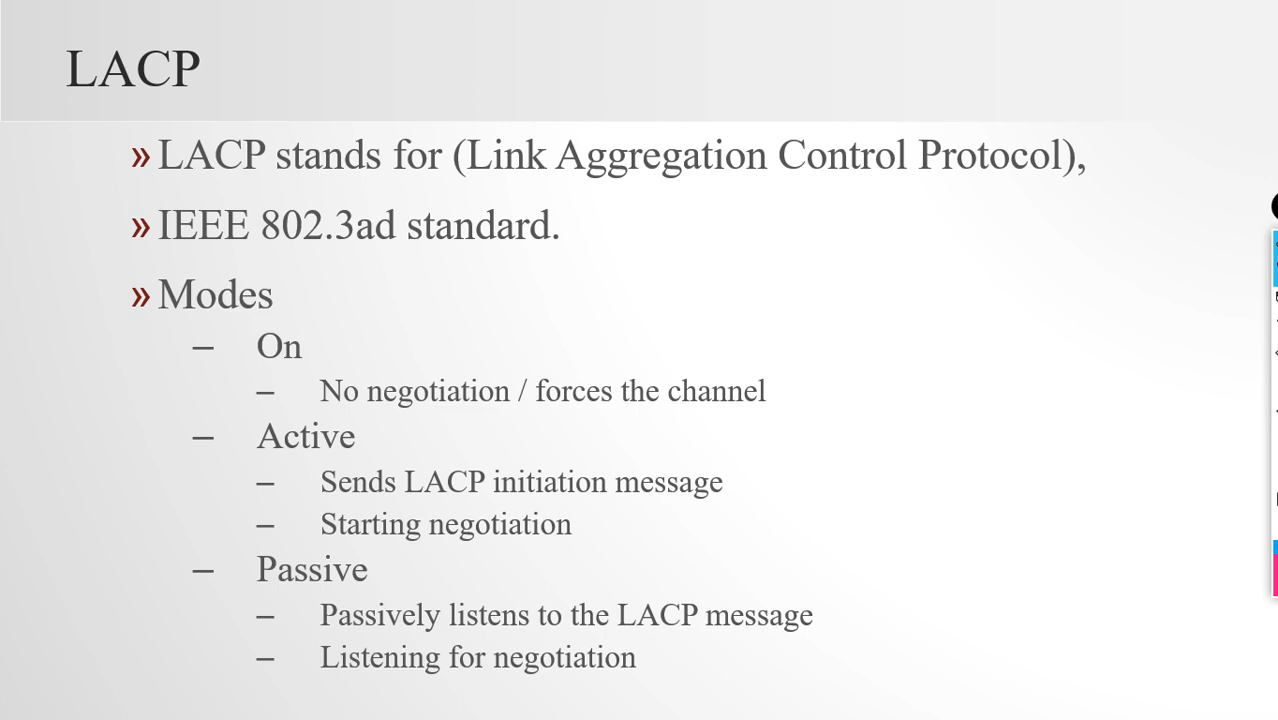 LACP
» LACP stands for (Link Aggregation Control Protocol),
» IEEE 802.3ad standard.
» Modes
– On
– No negotiation / forces the channel
– Active
– Sends LACP initiation message
– Starting negotiation
– Passive
– Passively listens to the LACP message
– Listening for negotiation